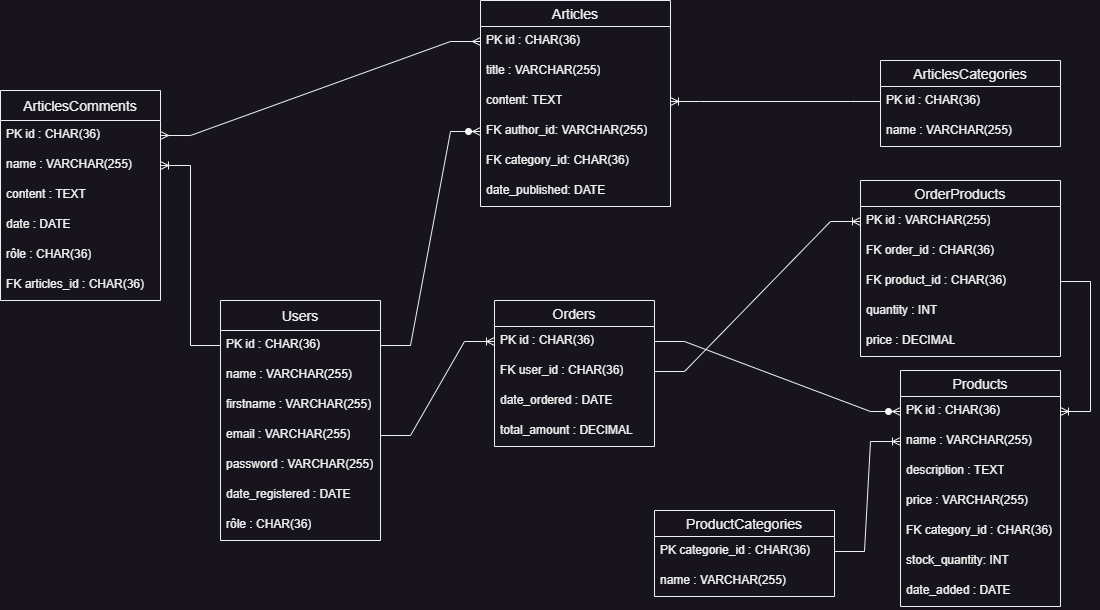 Articles
PK id : CHAR(36)
title : VARCHAR(255)
content: TEXT
FK author_id: VARCHAR(255)
FK category_id: CHAR(36)
date_published: DATE
ArticlesCategories
PK id : CHAR(36)
name : VARCHAR(255)
ArticlesComments
PK id : CHAR(36)
name : VARCHAR(255)
content : TEXT
date : DATE
rôle : CHAR(36)
FK articles_id : CHAR(36)
OrderProducts
PK id : VARCHAR(255)
FK order_id : CHAR(36)
FK product_id : CHAR(36)
quantity : INT
price : DECIMAL
Users
PK id : CHAR(36)
name : VARCHAR(255)
firstname : VARCHAR(255)
email : VARCHAR(255)
password : VARCHAR(255)
date_registered : DATE
rôle : CHAR(36)
Orders
PK id : CHAR(36)
FK user_id : CHAR(36)
date_ordered : DATE
total_amount : DECIMAL
Products
PK id : CHAR(36)
name : VARCHAR(255)
description : TEXT
price : VARCHAR(255)
FK category_id : CHAR(36)
stock_quantity: INT
date_added : DATE
ProductCategories
PK categorie_id : CHAR(36)
name : VARCHAR(255)